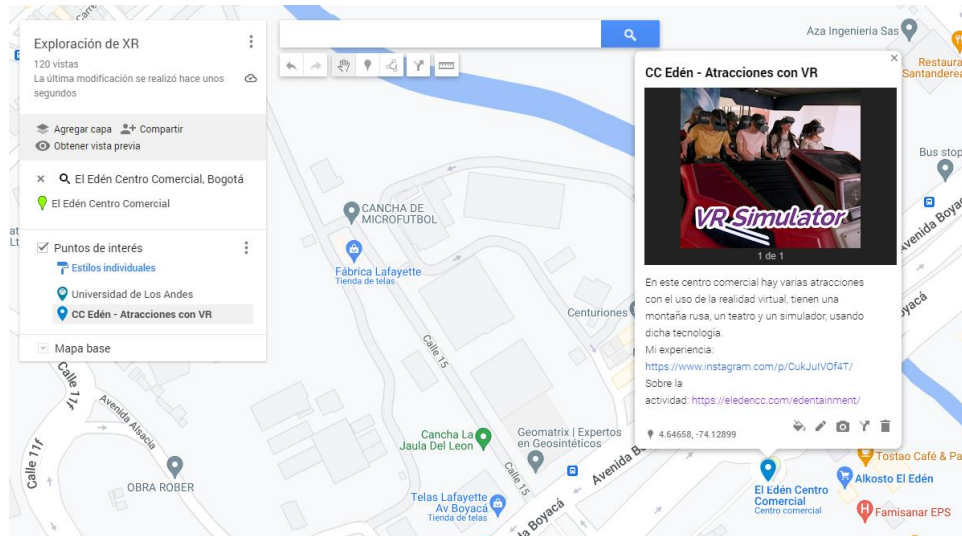 Exploración de XR
120 vistas
La última modificación se realizó hace unos
segundos
Agregar capa
Compartir
Obtener vista previa
El Edén Centro Comercial, Bogotá
El Edén Centro Comercial
Puntos de interés
Estilos individuales
Universidad de Los Andes
CC Edén - Atracciones con VR
Mapa base
CC Edén - Atracciones con VR
VR Simulator
1 de 1
En este centro comercial hay varias atracciones
con el uso de la realidad virtual, tienen una
montaña rusa, un teatro y un simulador, usando
dicha tecnología.
Mi experiencia:
https://www.instagram.com/p/CukJuIVOf4T/
Sobre la
actividad: https://eledencc.com/edentainment/
4.64658, -74.12899
Aza Ingenieria Sas
Santanderea
Bus stop
Avenida Boyacá
CANCHA DE
MICROFUTBOL
Fábrica Lafayette
Tienda de telas
Centuriones
Calle 15
Calle 11f
Avenida Alsacia
Calle 11f
OBRA ROBER
Cancha La
Jaula Del Leon
Geomatrix | Expertos
en Geosintéticos
Calle 15
Avenida B
Telas Lafayette
Av Boyacá
Tienda de telas
Boyacá
El Edén Centro
Comercial
Centro comercial
Tostao Café & Pa
Alkosto El Edén
Famisanar EPS